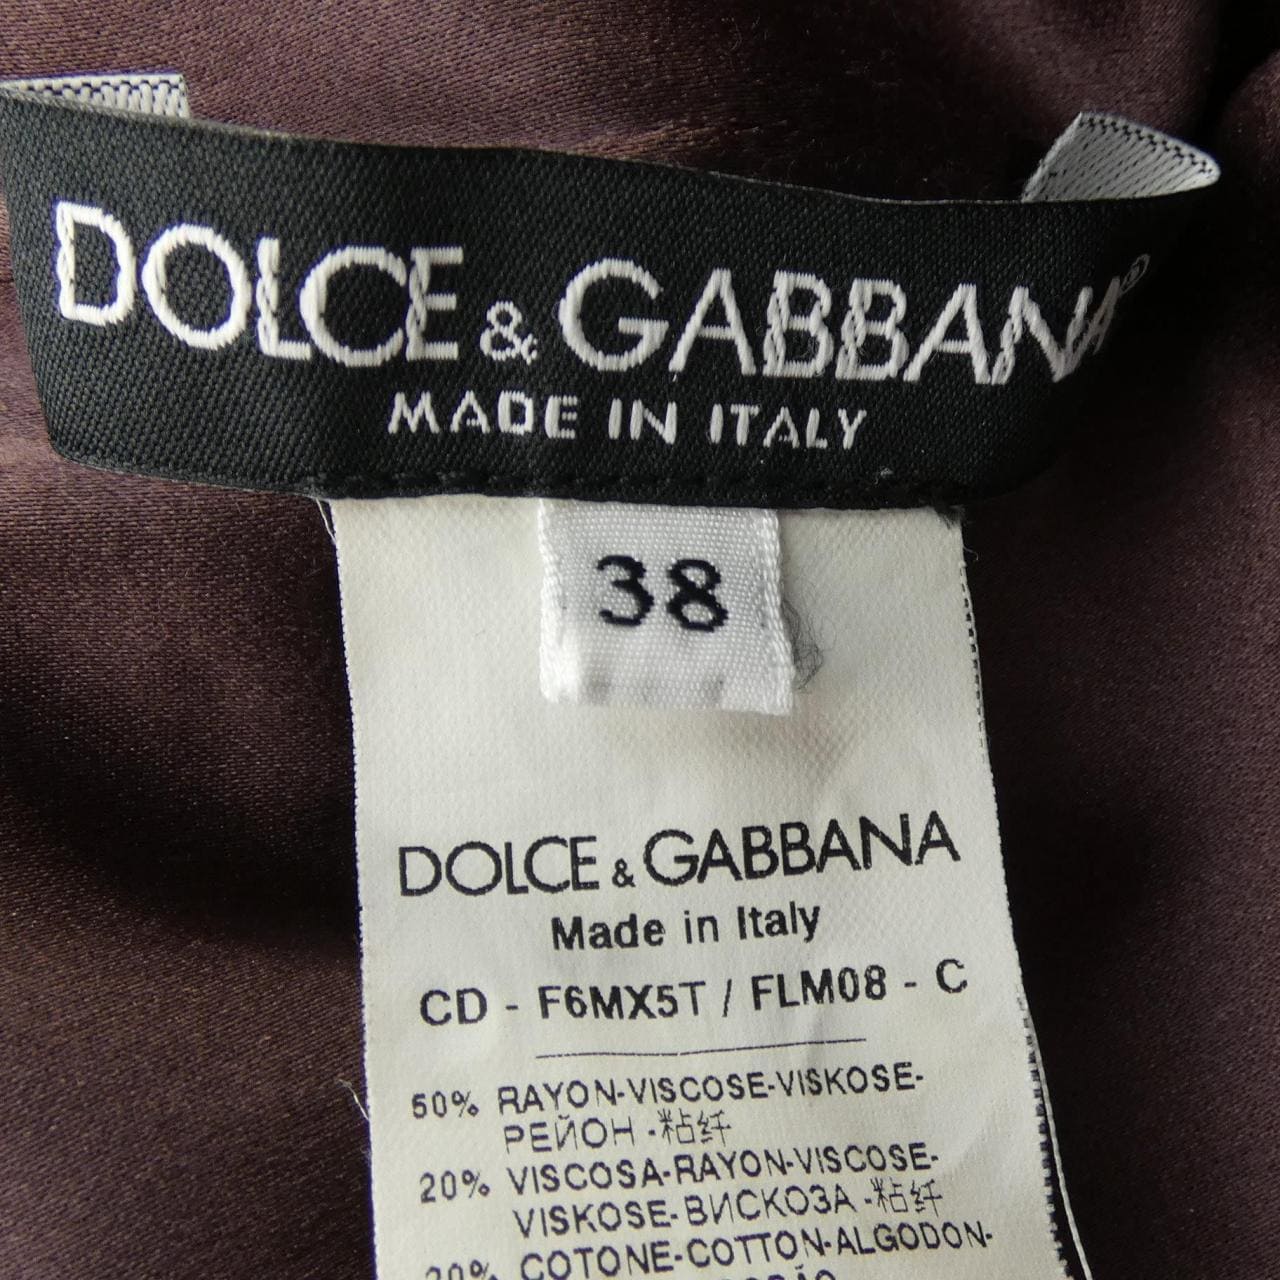 DOLCE & GABBANA®
MADE IN ITALY
38
DOLCE & GABBANA
Made in Italy
CD - F6MX5T / FLM08 - C
50% RAYON-VISCOSE-VISKOSE-
РЕЙОН -粘纤
20% VISCOSA-RAYON-VISCOSE-
VISKOSE-ВИСКОЗА -粘纤
20% COTONE-COTTON-ALGODON-